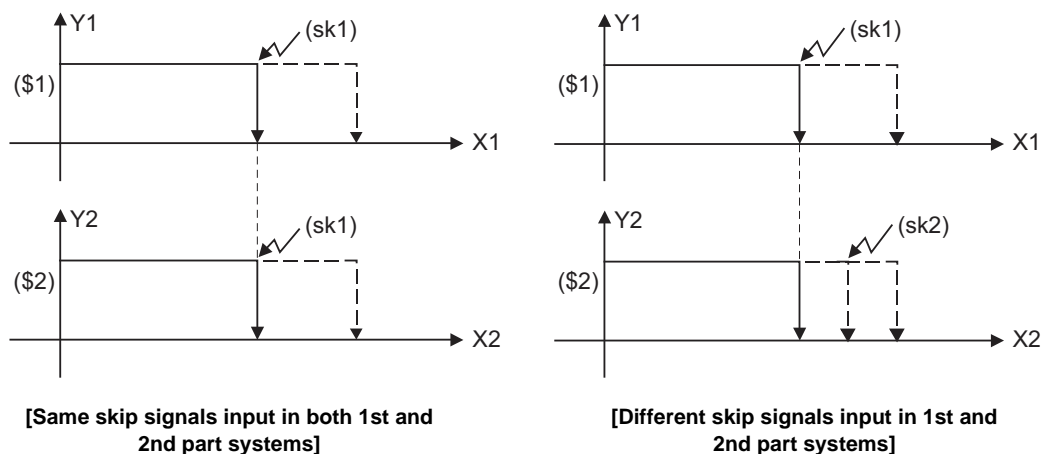 Y1
(sk1)
($1)
X1
Y2
(sk1)
($2)
X2
[Same skip signals input in both 1st and
2nd part systems]
Y1
(sk1)
($1)
X1
Y2
(sk2)
($2)
X2
[Different skip signals input in 1st and
2nd part systems]